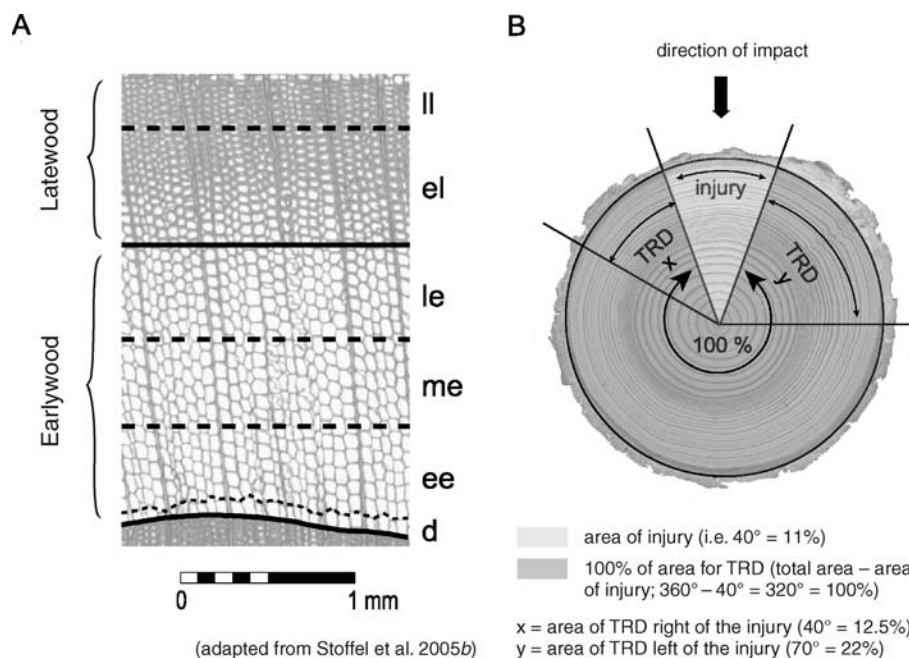 A
Latewood
Earlywood
ll
el
le
me
ee
d
0 1 mm
(adapted from Stoffel et al. 2005b)
B
direction of impact
injury
TRD
x
TRD
y
100 %
area of injury (i.e. 40° = 11%)
100% of area for TRD (total area – area
of injury; 360° – 40° = 320° = 100%)
x = area of TRD right of the injury (40° = 12.5%)
y = area of TRD left of the injury (70° = 22%)